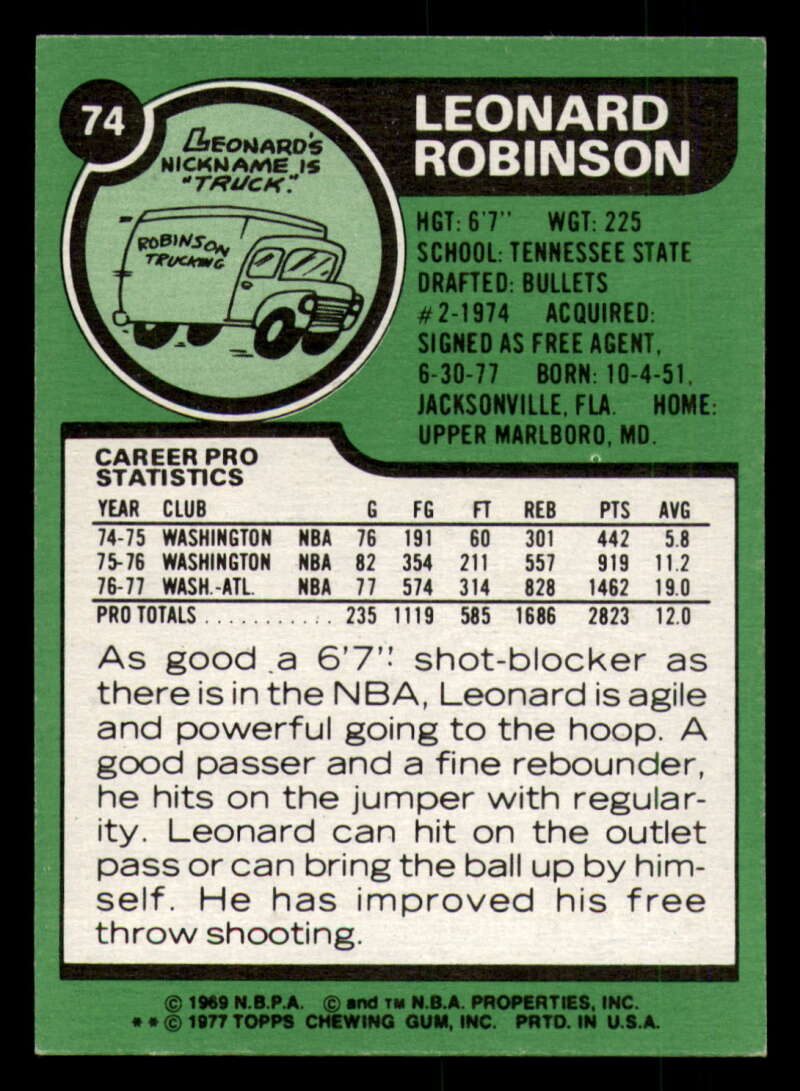 74
LEONARD'S
NICKNAME IS
"TRUCK."
ROBINSON
TRUCKING
LEONARD
ROBINSON
HGT: 6'7" WGT: 225
SCHOOL: TENNESSEE STATE
DRAFTED: BULLETS
#2-1974 ACQUIRED:
SIGNED AS FREE AGENT,
6-30-77 BORN: 10-4-51,
JACKSONVILLE, FLA. HOME:
UPPER MARLBORO, MD.
CAREER PRO
STATISTICS
YEAR CLUB G FG FT REB PTS AVG
74-75 WASHINGTON NBA 76 191 60 301 442 5.8
75-76 WASHINGTON NBA 82 354 211 557 919 11.2
76-77 WASH.-ATL. NBA 77 574 314 828 1462 19.0
PRO TOTALS . . . . . . . . . . . 235 1119 585 1686 2823 12.0
As good a 6'7" shot-blocker as
there is in the NBA, Leonard is agile
and powerful going to the hoop. A
good passer and a fine rebounder,
he hits on the jumper with regular-
ity. Leonard can hit on the outlet
pass or can bring the ball up by him-
self. He has improved his free
throw shooting.
© 1969 N.B.P.A. © and TM N.B.A. PROPERTIES, INC.
**© 1977 TOPPS CHEWING GUM, INC. PRTD. IN U.S.A.